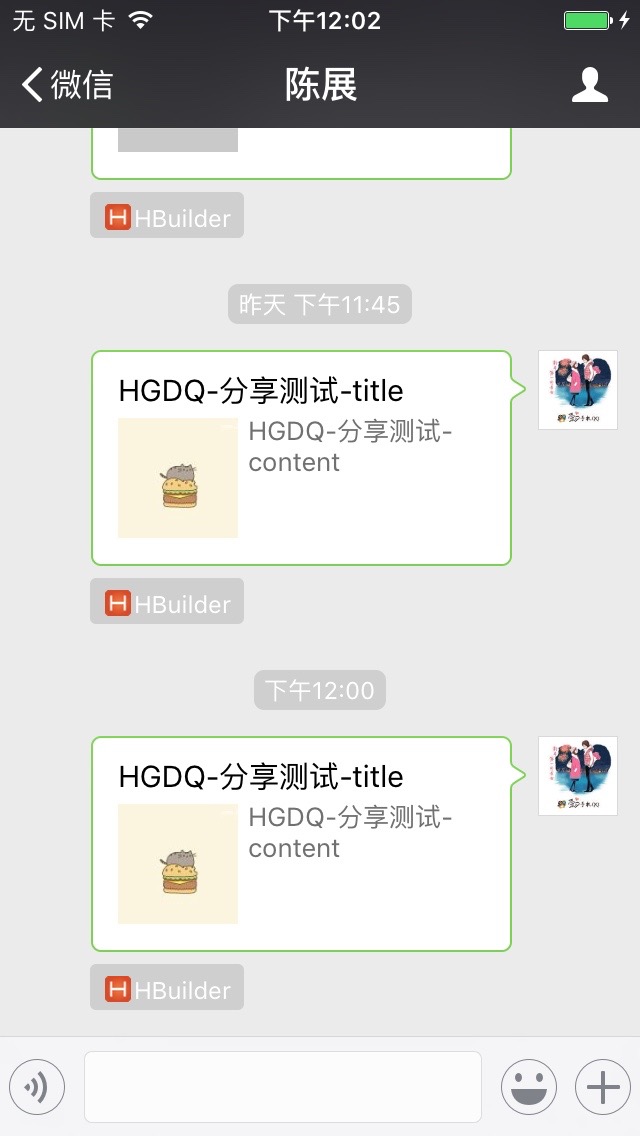 无 SIM 卡 下午12:02
微信 陈展
HBuilder
昨天 下午11:45
HGDQ-分享测试-title
HGDQ-分享测试-
content
HBuilder
下午12:00
HGDQ-分享测试-title
HGDQ-分享测试-
content
HBuilder